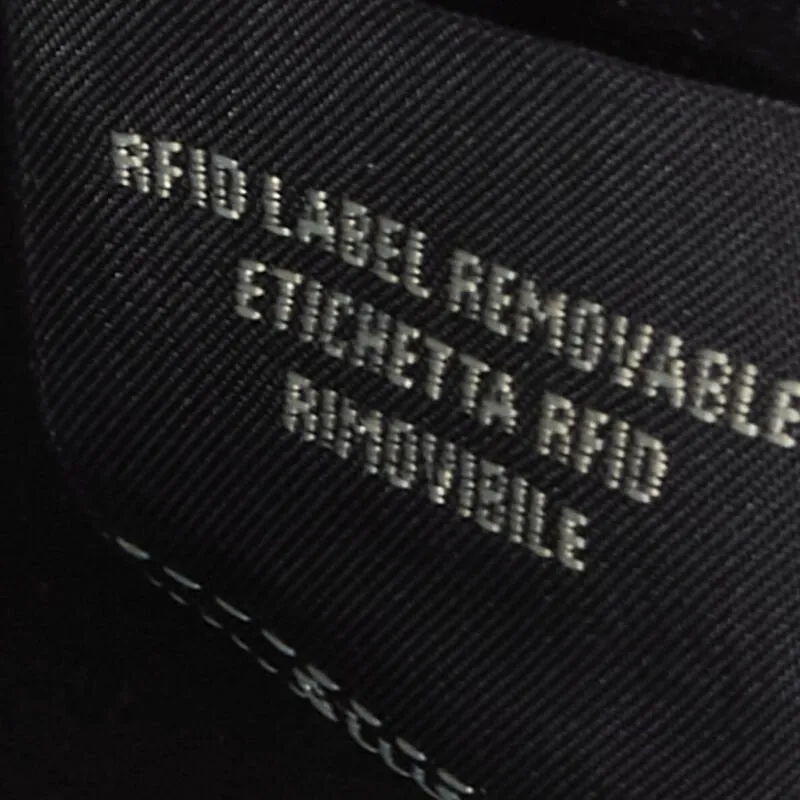 RFID LABEL REMOVABLE
ETICHETTA RFID
RIMOVIBILE